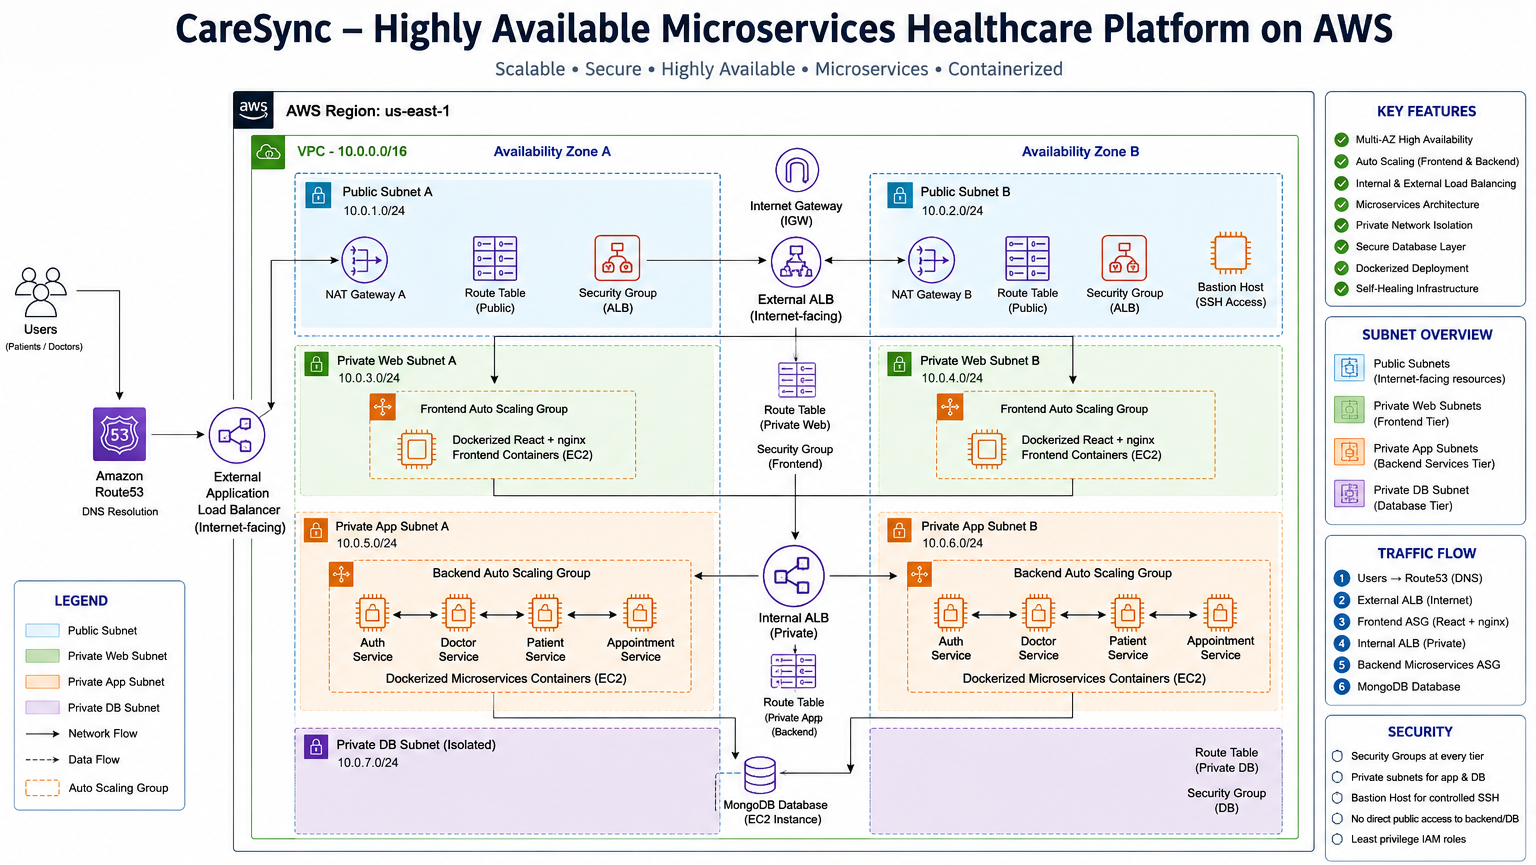 CareSync – Highly Available Microservices Healthcare Platform on AWS
Scalable • Secure • Highly Available • Microservices • Containerized
aws
AWS Region: us-east-1
VPC - 10.0.0.0/16
Availability Zone A
Availability Zone B
Public Subnet A
10.0.1.0/24
NAT Gateway A
Route Table
(Public)
Security Group
(ALB)
Internet Gateway
(IGW)
External ALB
(Internet-facing)
Public Subnet B
10.0.2.0/24
NAT Gateway B
Route Table
(Public)
Security Group
(ALB)
Bastion Host
(SSH Access)
Users
(Patients / Doctors)
53
Amazon
Route53
DNS Resolution
External
Application
Load Balancer
(Internet-facing)
Private Web Subnet A
10.0.3.0/24
Frontend Auto Scaling Group
Dockerized React + nginx
Frontend Containers (EC2)
Route Table
(Private Web)
Security Group
(Frontend)
Private Web Subnet B
10.0.4.0/24
Frontend Auto Scaling Group
Dockerized React + nginx
Frontend Containers (EC2)
Private App Subnet A
10.0.5.0/24
Backend Auto Scaling Group
Auth
Service
Doctor
Service
Patient
Service
Appointment
Service
Dockerized Microservices Containers (EC2)
Internal ALB
(Private)
Route Table
(Private App
(Backend)
Private App Subnet B
10.0.6.0/24
Backend Auto Scaling Group
Auth
Service
Doctor
Service
Patient
Service
Appointment
Service
Dockerized Microservices Containers (EC2)
Private DB Subnet (Isolated)
10.0.7.0/24
MongoDB Database
(EC2 Instance)
Route Table
(Private DB)
Security Group
(DB)
LEGEND
Public Subnet
Private Web Subnet
Private App Subnet
Private DB Subnet
Network Flow
Data Flow
Auto Scaling Group
KEY FEATURES
Multi-AZ High Availability
Auto Scaling (Frontend & Backend)
Internal & External Load Balancing
Microservices Architecture
Private Network Isolation
Secure Database Layer
Dockerized Deployment
Self-Healing Infrastructure
SUBNET OVERVIEW
Public Subnets
(Internet-facing resources)
Private Web Subnets
(Frontend Tier)
Private App Subnets
(Backend Services Tier)
Private DB Subnet
(Database Tier)
TRAFFIC FLOW
1 Users → Route53 (DNS)
2 External ALB (Internet)
3 Frontend ASG (React + nginx)
4 Internal ALB (Private)
5 Backend Microservices ASG
6 MongoDB Database
SECURITY
Security Groups at every tier
Private subnets for app & DB
Bastion Host for controlled SSH
No direct public access to backend/DB
Least privilege IAM roles